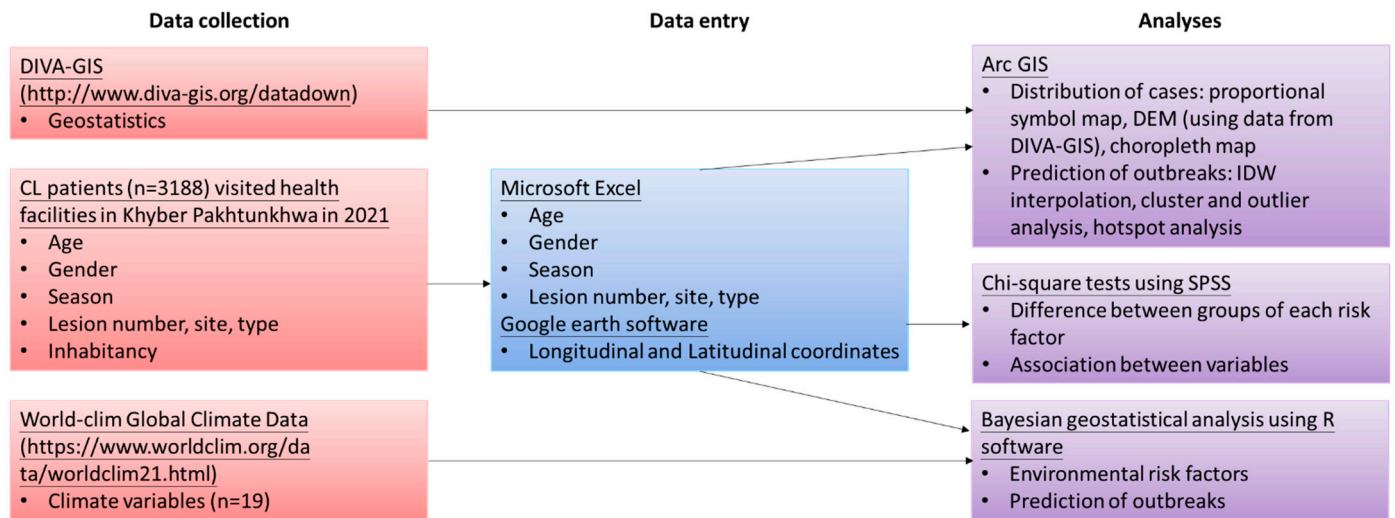 Data collection
Data entry
Analyses
DIVA-GIS
(http://www.diva-gis.org/datadown)
• Geostatistics
CL patients (n=3188) visited health
facilities in Khyber Pakhtunkhwa in 2021
• Age
• Gender
• Season
• Lesion number, site, type
• Inhabitancy
World-clim Global Climate Data
(https://www.worldclim.org/da
ta/worldclim21.html)
• Climate variables (n=19)
Microsoft Excel
• Age
• Gender
• Season
• Lesion number, site, type
Google earth software
• Longitudinal and Latitudinal coordinates
Arc GIS
• Distribution of cases: proportional
symbol map, DEM (using data from
DIVA-GIS), choropleth map
• Prediction of outbreaks: IDW
interpolation, cluster and outlier
analysis, hotspot analysis
Chi-square tests using SPSS
• Difference between groups of each risk
factor
• Association between variables
Bayesian geostatistical analysis using R
software
• Environmental risk factors
• Prediction of outbreaks